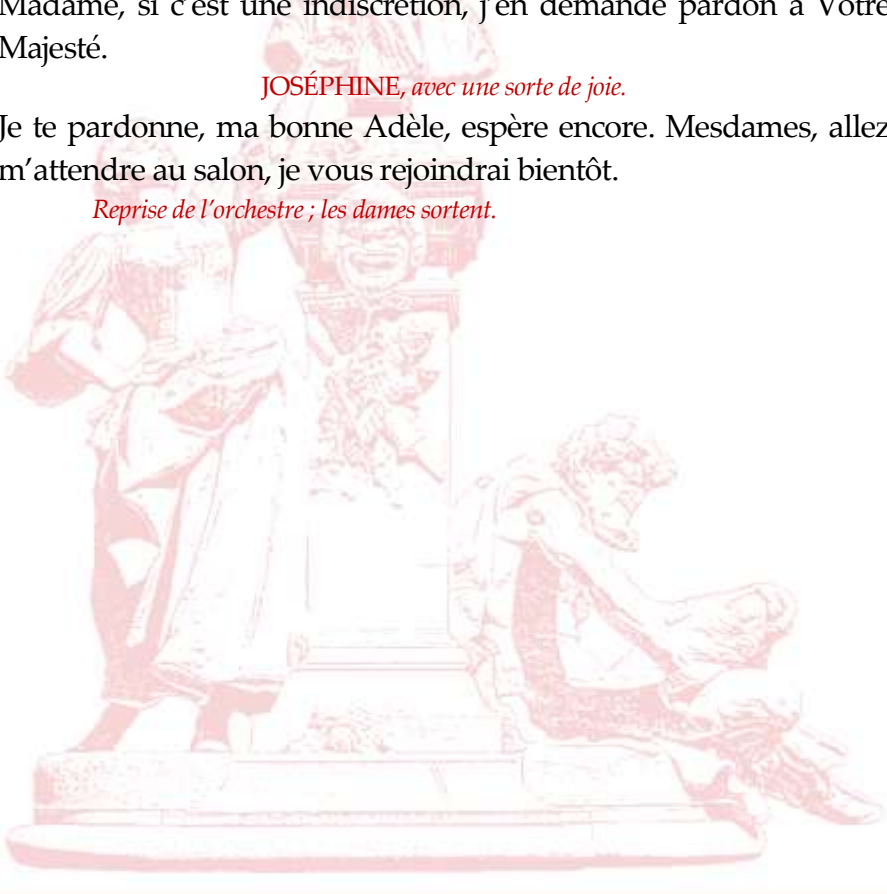 Madame, si c’est une indiscrétion, j’en demande pardon à Votre
Majesté.
JOSÉPHINE, avec une sorte de joie.
Je te pardonne, ma bonne Adèle, espère encore. Mesdames, allez
m’attendre au salon, je vous rejoindrai bientôt.
Reprise de l’orchestre ; les dames sortent.